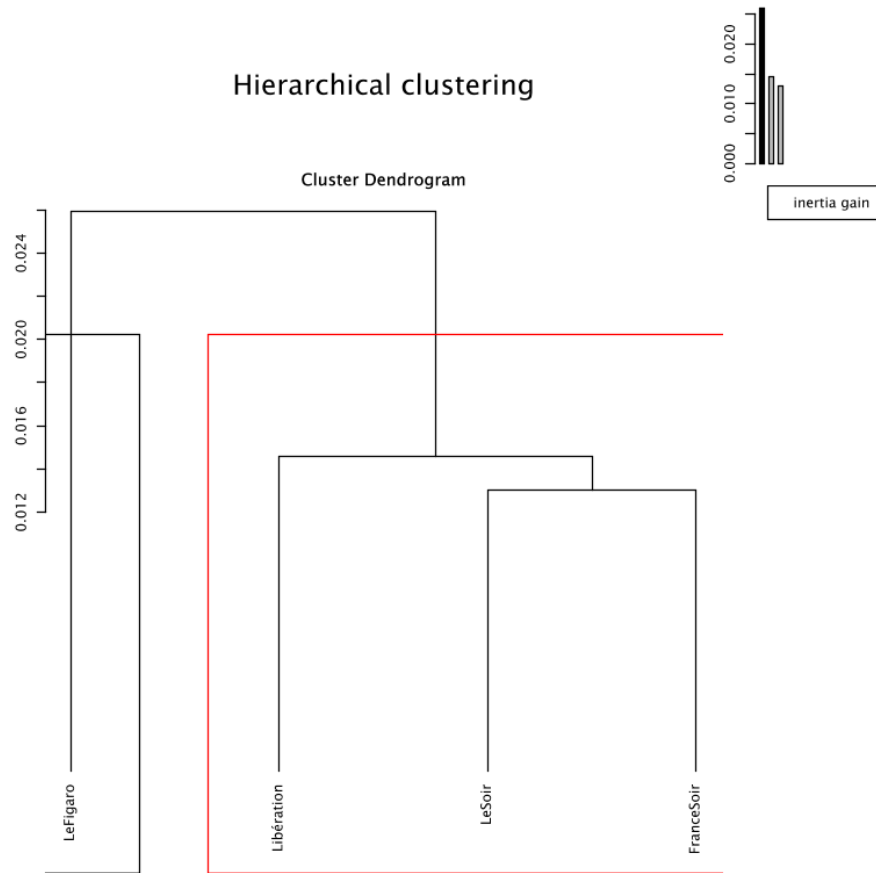 Hierarchical clustering
0.020
0.010
0.000
inertia gain
Cluster Dendrogram
0.024
0.020
0.016
0.012
LeFigaro
Libération
LeSoir
FranceSoir